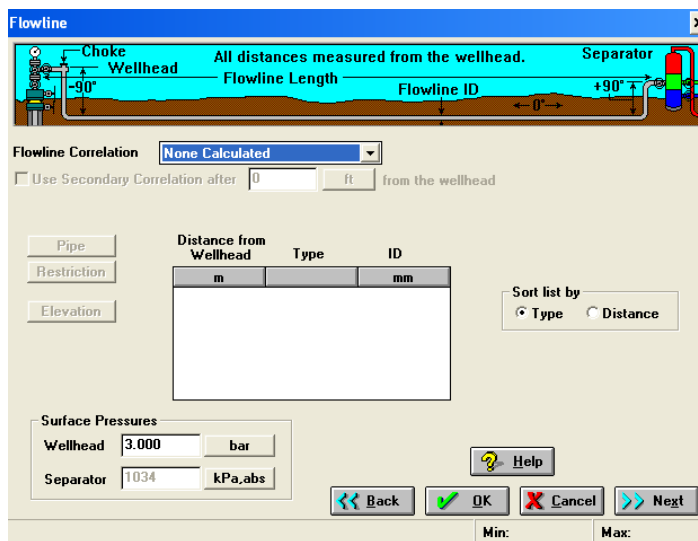 Flowline
Choke
All distances measured from the wellhead.
Separator
Wellhead
Flowline Length
-90°
Flowline ID
+90°
0°
Flowline Correlation
None Calculated
Use Secondary Correlation after
0
ft
from the wellhead
Pipe
Restriction
Elevation
Distance from
Wellhead
Type
ID
m
mm
Sort list by
Type
Distance
Surface Pressures
Wellhead
3.000
bar
Separator
1034
kPa,abs
Help
Back
OK
Cancel
Next
Min:
Max: